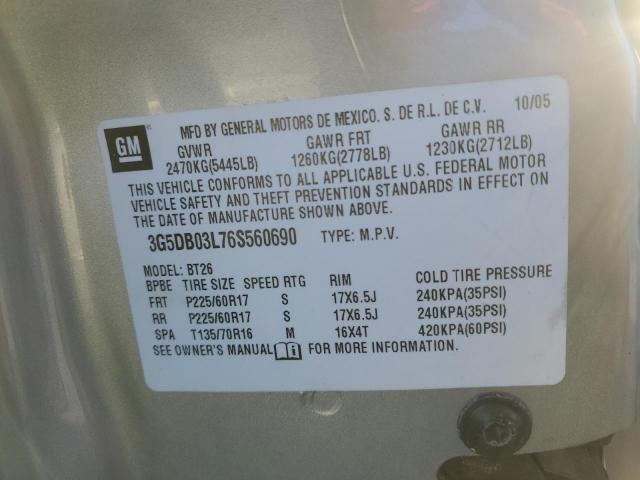 GM
MFD BY GENERAL MOTORS DE MEXICO. S. DE R.L. DE C.V. 10/05
GVWR GAWR FRT GAWR RR
2470KG(5445LB) 1260KG(2778LB) 1230KG(2712LB)
THIS VEHICLE CONFORMS TO ALL APPLICABLE U.S. FEDERAL MOTOR
VEHICLE SAFETY AND THEFT PREVENTION STANDARDS IN EFFECT ON
THE DATE OF MANUFACTURE SHOWN ABOVE.
3G5DB03L76S560690 TYPE: M.P.V.
MODEL: BT26
BPBE TIRE SIZE SPEED RTG RIM COLD TIRE PRESSURE
FRT P225/60R17 S 17X6.5J 240KPA(35PSI)
RR P225/60R17 S 17X6.5J 240KPA(35PSI)
SPA T135/70R16 M 16X4T 420KPA(60PSI)
SEE OWNER'S MANUAL FOR MORE INFORMATION.